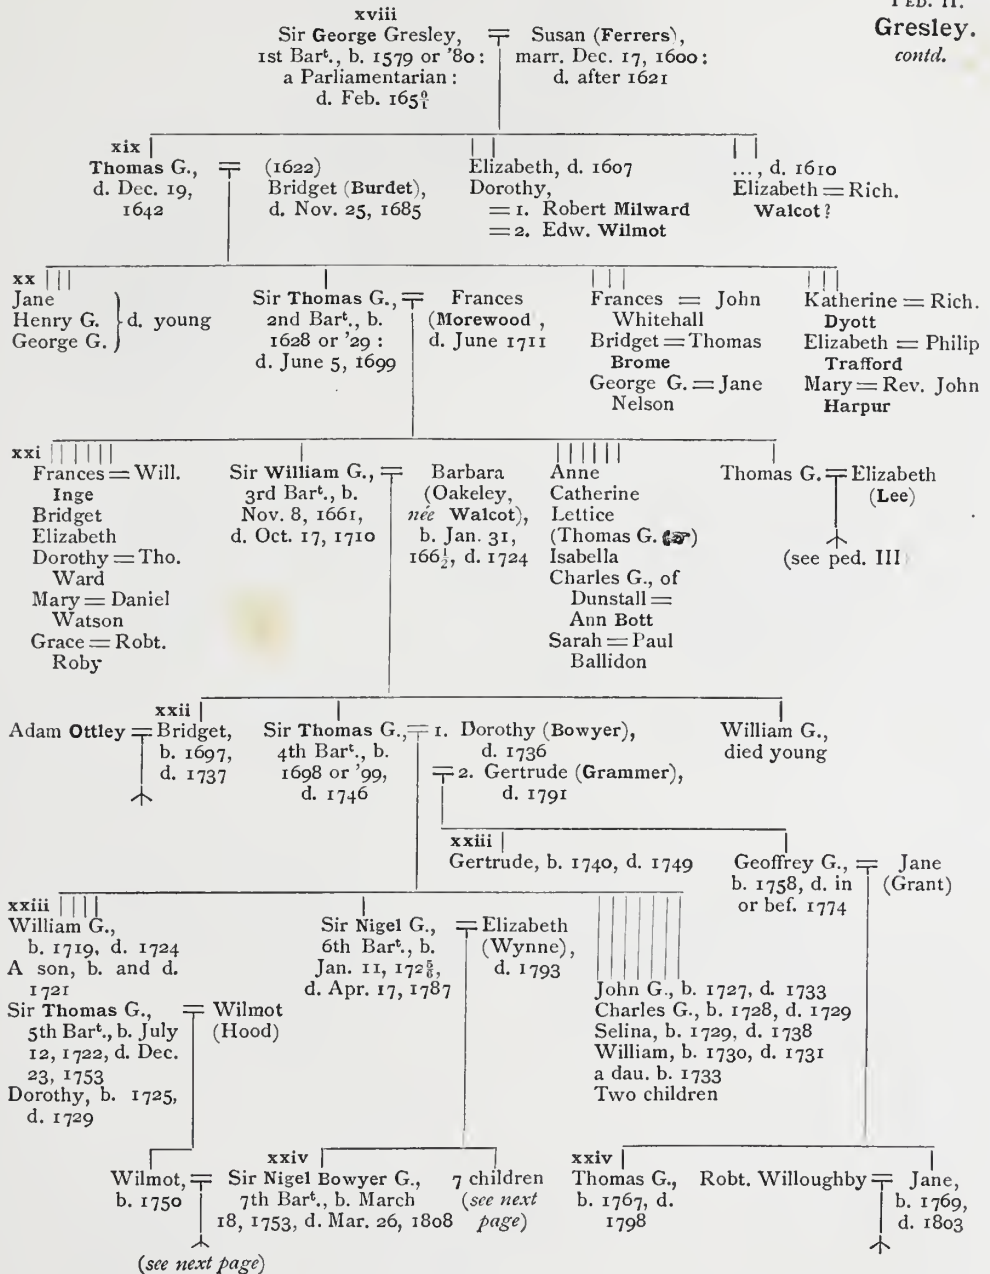 PED. II.
Gresley.
contd.
xviii
Sir George Gresley, = Susan (Ferrers),
1st Barᵗ., b. 1579 or '80: marr. Dec. 17, 1600:
a Parliamentarian: d. after 1621
d. Feb. 165⁰⁄₁
xix
Thomas G., = (1622)
d. Dec. 19, Bridget (Burdet),
1642 d. Nov. 25, 1685
Elizabeth, d. 1607
Dorothy,
= 1. Robert Milward
= 2. Edw. Wilmot
..., d. 1610
Elizabeth = Rich.
Walcot?
xx
Jane
Henry G. } d. young
George G.
Sir Thomas G., = Frances
2nd Barᵗ., b. (Morewood,
1628 or '29: d. June 1711
d. June 5, 1699
Frances = John
Whitehall
Bridget = Thomas
Brome
George G. = Jane
Nelson
Katherine = Rich.
Dyott
Elizabeth = Philip
Trafford
Mary = Rev. John
Harpur
xxi
Frances = Will.
Inge
Bridget
Elizabeth
Dorothy = Tho.
Ward
Mary = Daniel
Watson
Grace = Robt.
Roby
Sir William G., = Barbara
3rd Barᵗ., b. (Oakeley,
Nov. 8, 1661, née Walcot),
d. Oct. 17, 1710 b. Jan. 31,
166½, d. 1724
Anne
Catherine
Lettice
(Thomas G. ☞)
Isabella
Charles G., of
Dunstall =
Ann Bott
Sarah = Paul
Ballidon
Thomas G. = Elizabeth
(Lee)
(see ped. III)
xxii
Adam Ottley = Bridget,
b. 1697,
d. 1737
Sir Thomas G., = 1. Dorothy (Bowyer),
4th Barᵗ., b. d. 1736
1698 or '99, = 2. Gertrude (Grammer),
d. 1746 d. 1791
William G.,
died young
xxiii
Gertrude, b. 1740, d. 1749
Geoffrey G., = Jane
b. 1758, d. in (Grant)
or bef. 1774
xxiii
William G.,
b. 1719, d. 1724
A son, b. and d.
1721
Sir Thomas G., = Wilmot
5th Barᵗ., b. July (Hood)
12, 1722, d. Dec.
23, 1753
Dorothy, b. 1725,
d. 1729
Sir Nigel G., = Elizabeth
6th Barᵗ., b. (Wynne),
Jan. 11, 172⁵⁄₆, d. 1793
d. Apr. 17, 1787
John G., b. 1727, d. 1733
Charles G., b. 1728, d. 1729
Selina, b. 1729, d. 1738
William, b. 1730, d. 1731
a dau. b. 1733
Two children
xxiv
Wilmot, = Sir Nigel Bowyer G.,
b. 1750 7th Barᵗ., b. March
18, 1753, d. Mar. 26, 1808
(see next page)
7 children
(see next
page)
xxiv
Thomas G.,
b. 1767, d.
1798
Robt. Willoughby = Jane,
b. 1769,
d. 1803